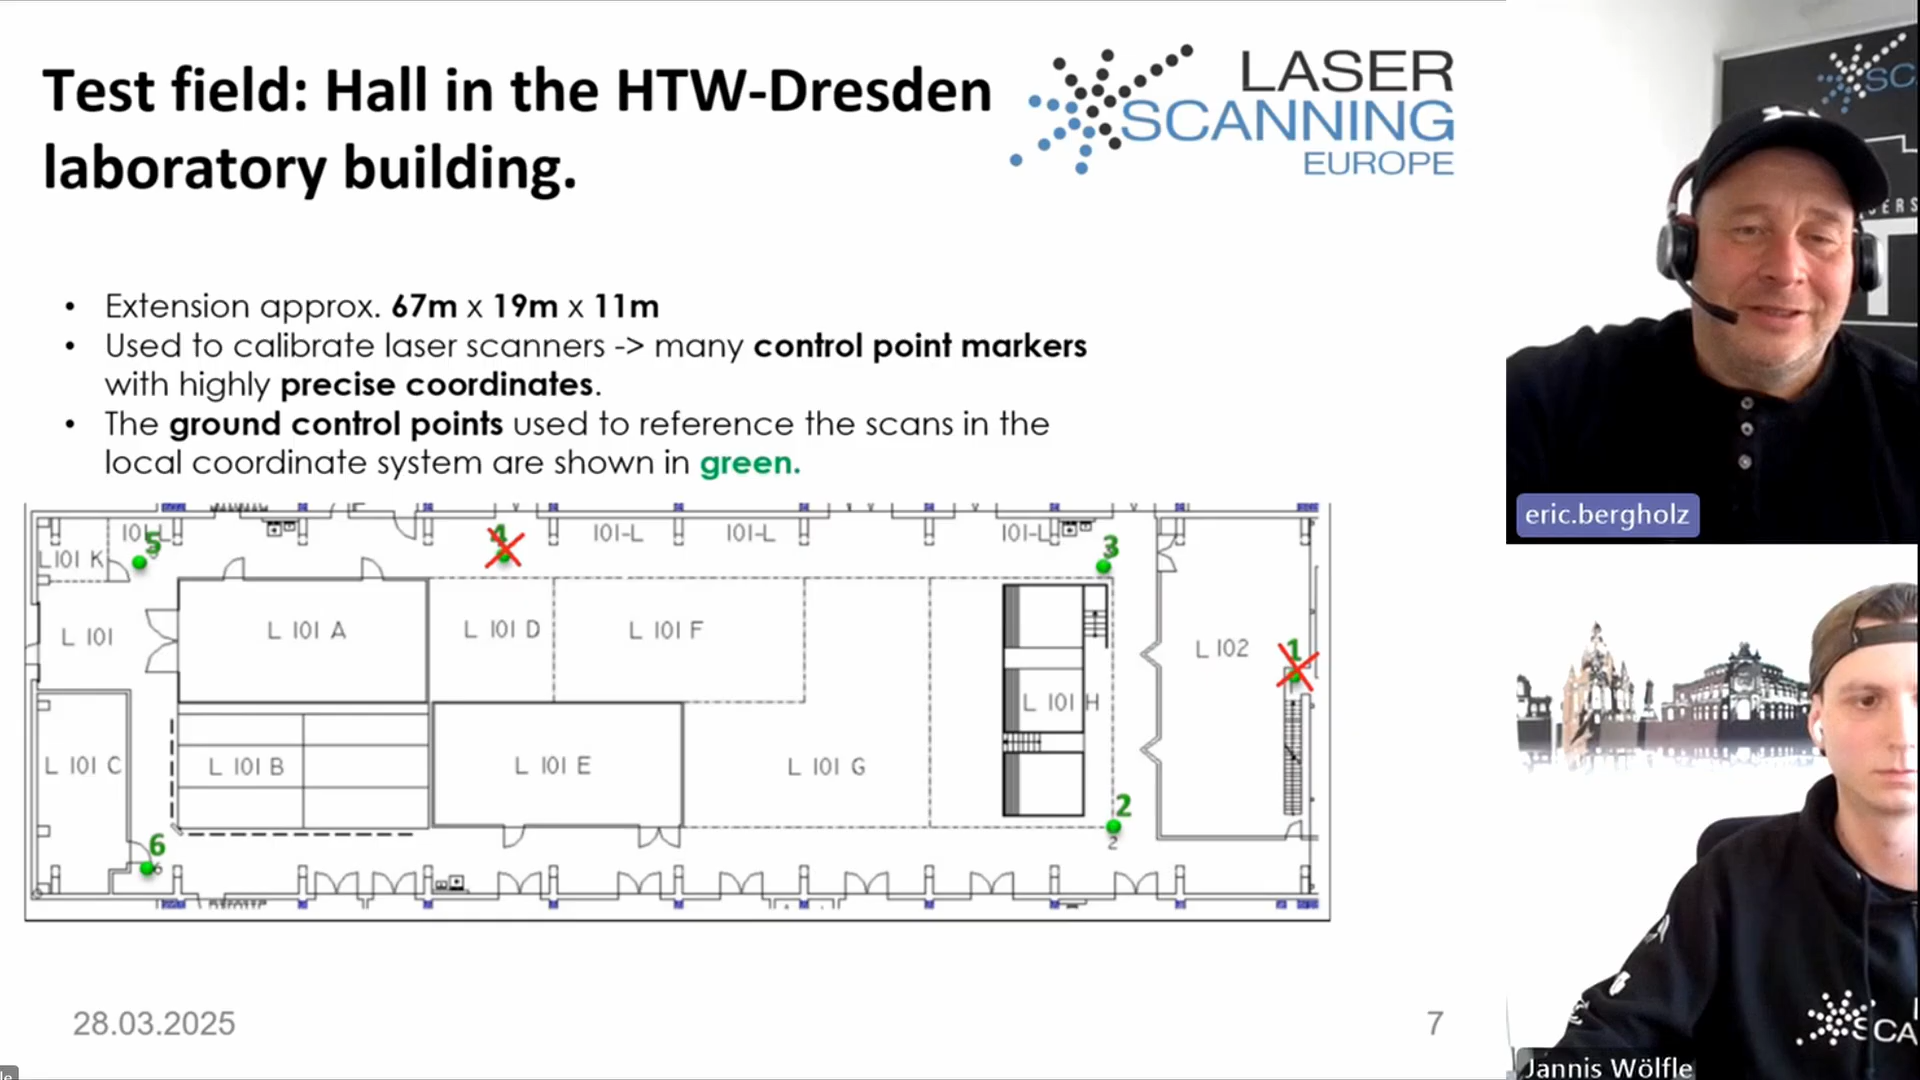 Test field: Hall in the HTW-Dresden
laboratory building.
LASER
SCANNING
EUROPE
• Extension approx. 67m x 19m x 11m
• Used to calibrate laser scanners -> many control point markers
with highly precise coordinates.
• The ground control points used to reference the scans in the
local coordinate system are shown in green.
101-L
101-L
101-L
L 101 K
5
4
3
L 101
L 101 A
L 101 D
L 101 F
L 102
1
L 101 H
L 101 C
L 101 B
L 101 E
L 101 G
2
2
6
6
28.03.2025
7
SC
eric.bergholz
SCA
Jannis Wölfle